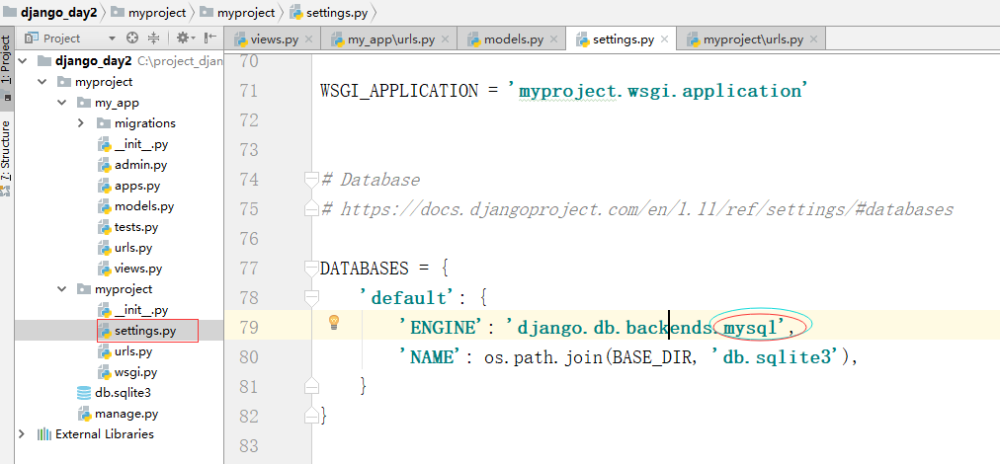 django_day2 myproject myproject settings.py
Project views.py my_app\urls.py models.py settings.py myproject\urls.py
1: Project
7: Structure
django_day2 C:\project_djan
myproject
my_app
migrations
__init__.py
admin.py
apps.py
models.py
tests.py
urls.py
views.py
myproject
__init__.py
settings.py
urls.py
wsgi.py
db.sqlite3
manage.py
External Libraries
70
71 WSGI_APPLICATION = 'myproject.wsgi.application'
72
73
74 # Database
75 # https://docs.djangoproject.com/en/1.11/ref/settings/#databases
76
77 DATABASES = {
78 'default': {
79 'ENGINE': 'django.db.backends.mysql',
80 'NAME': os.path.join(BASE_DIR, 'db.sqlite3'),
81 }
82 }
83